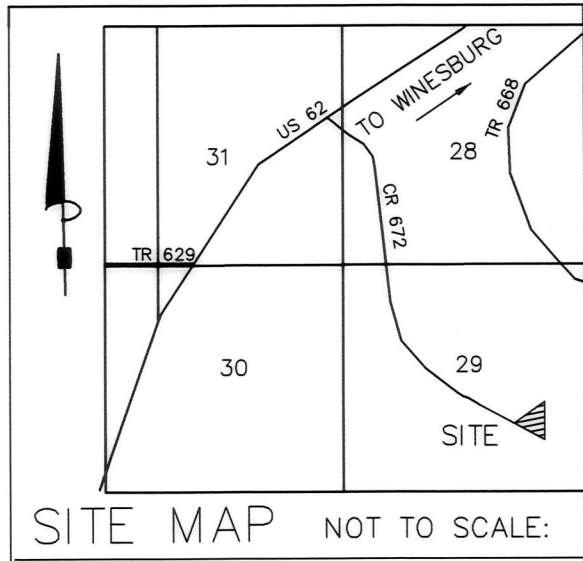 US 62
TO WINESBURG
TR 668
31
28
CR 672
TR 629
30
29
SITE
SITE MAP NOT TO SCALE: